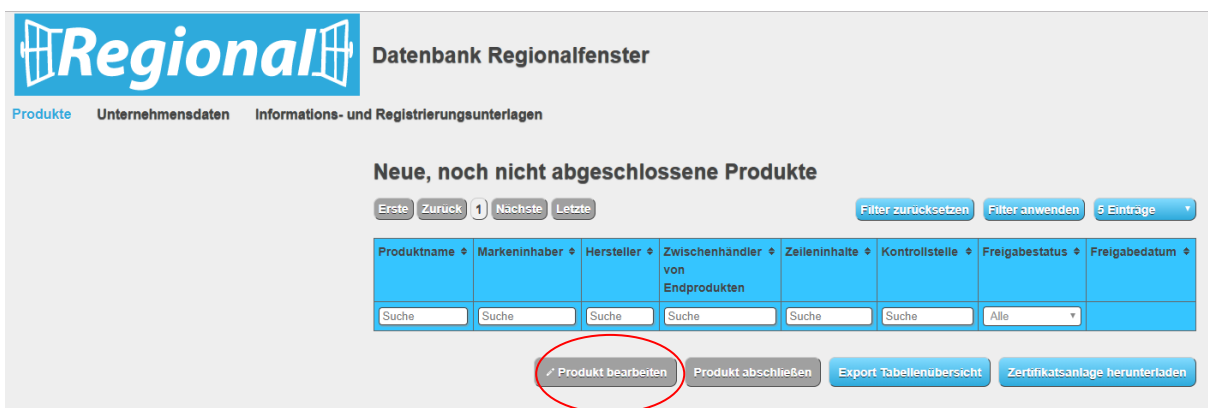 Regional
Datenbank Regionalfenster
Produkte Unternehmensdaten Informations- und Registrierungsunterlagen
Neue, noch nicht abgeschlossene Produkte
Erste Zurück 1 Nächste Letzte Filter zurücksetzen Filter anwenden 5 Einträge
Produktname Markeninhaber Hersteller Zwischenhändler von Endprodukten Zeileninhalte Kontrollstelle Freigabestatus Freigabedatum
Suche Suche Suche Suche Suche Suche Alle
Produkt bearbeiten Produkt abschließen Export Tabellenübersicht Zertifikatsanlage herunterladen